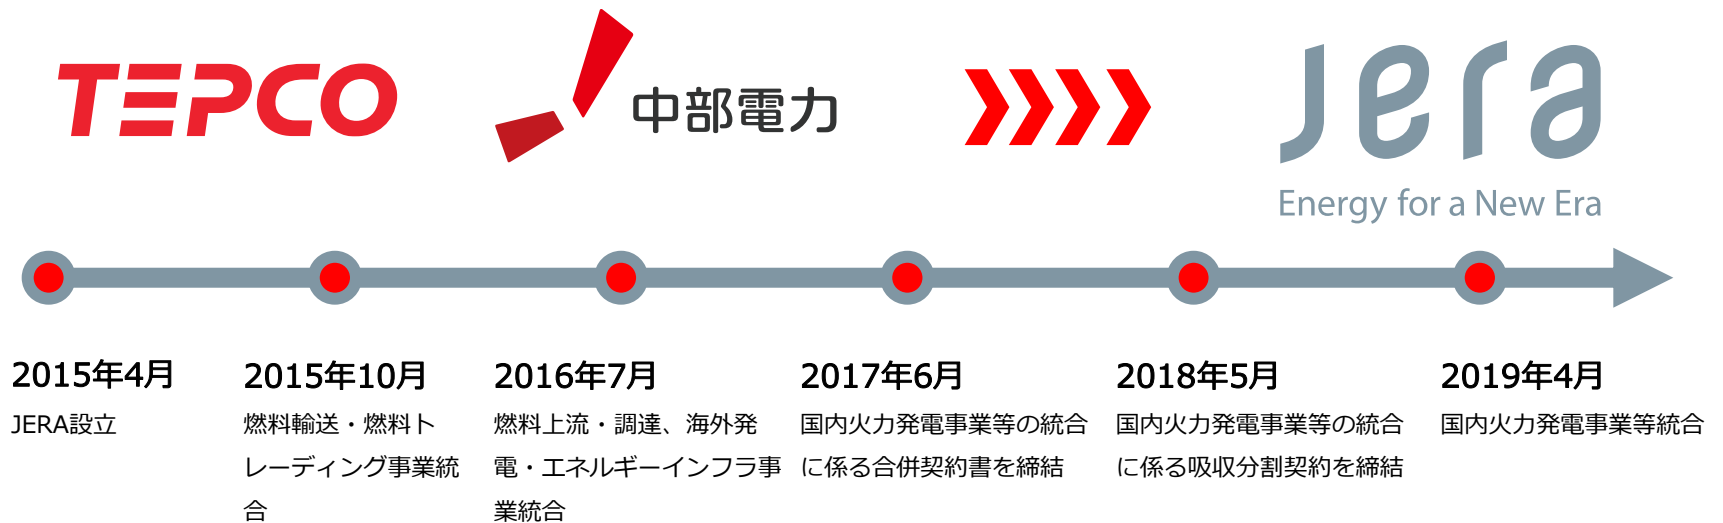 TEPCO
中部電力
Jera
Energy for a New Era
2015年4月
JERA設立
2015年10月
燃料輸送・燃料ト
レーディング事業統
合
2016年7月
燃料上流・調達、海外発
電・エネルギーインフラ事
業統合
2017年6月
国内火力発電事業等の統合
に係る合併契約書を締結
2018年5月
国内火力発電事業等の統合
に係る吸収分割契約を締結
2019年4月
国内火力発電事業等統合